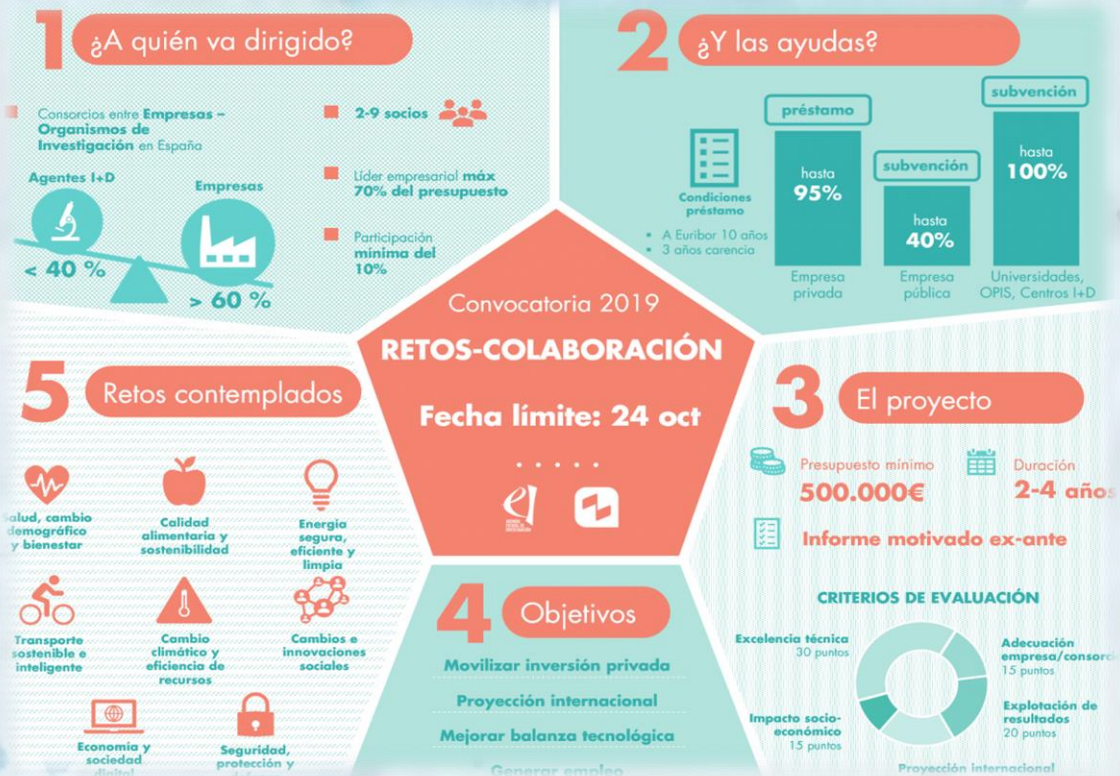 1
¿A quién va dirigido?
Consorcios entre Empresas –
Organismos de
Investigación en España
Agentes I+D
Empresas
< 40 %
> 60 %
2-9 socios
Líder empresarial máx
70% del presupuesto
Participación
mínima del
10%
2
¿Y las ayudas?
Condiciones
préstamo
A Euribor 10 años
3 años carencia
préstamo
hasta
95%
Empresa
privada
subvención
hasta
40%
Empresa
pública
subvención
hasta
100%
Universidades,
OPIS, Centros I+D
Convocatoria 2019
RETOS-COLABORACIÓN
Fecha límite: 24 oct
3
El proyecto
Presupuesto mínimo
500.000€
Duración
2-4 años
Informe motivado ex-ante
CRITERIOS DE EVALUACIÓN
Excelencia técnica
30 puntos
Adecuación
empresa/consorci
15 puntos
Explotación de
resultados
20 puntos
Impacto socio-
económico
15 puntos
Proyección internacional
4
Objetivos
Movilizar inversión privada
Proyección internacional
Mejorar balanza tecnológica
Generar empleo
5
Retos contemplados
Salud, cambio
demográfico
y bienestar
Calidad
alimentaria y
sostenibilidad
Energía
segura,
eficiente y
limpia
Transporte
sostenible e
inteligente
Cambio
climático y
eficiencia de
recursos
Cambios e
innovaciones
sociales
Economía y
sociedad
digital
Seguridad,
protección y